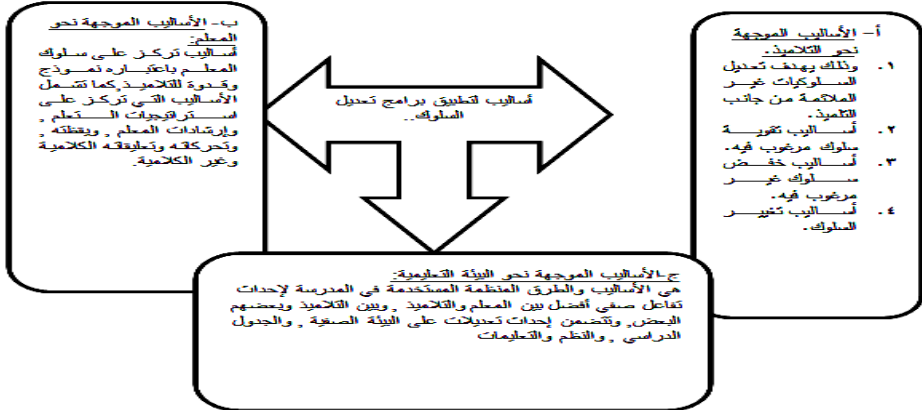 أ- الأساليب الموجهة
نحو التلاميذ.
١. وذلك بهدف تعديل
السلوكيات غير
الملائمة من جانب
التلميذ.
٢. أساليب تقوية
سلوك مرغوب فيه.
٣. أساليب خفض
سلوك غير
مرغوب فيه.
٤. أساليب تغيير
السلوك.
أساليب لتطبيق برامج تعديل
السلوك..
ب- الأساليب الموجهة نحو
المعلم:
أساليب تركز على سلوك
المعلم باعتباره نموذج
وقدوة للتلاميذ,كما تشمل
الأساليب التي تركز على
استراتيجيات التعلم ,
وإرشادات المعلم , ويقظته ,
وتحركاته وتعليقاته الكلامية
وغير الكلامية.
ج-الأساليب الموجهة نحو البيئة التعليمية:
هي الأساليب والطرق المنظمة المستخدمة في المدرسة لإحداث
تفاعل صفي أفضل بين المعلم والتلاميذ , وبين التلاميذ وبعضهم
البعض, وتتضمن إحداث تعديلات على البيئة الصفية , والجدول
الدراسي , والنظم والتعليمات